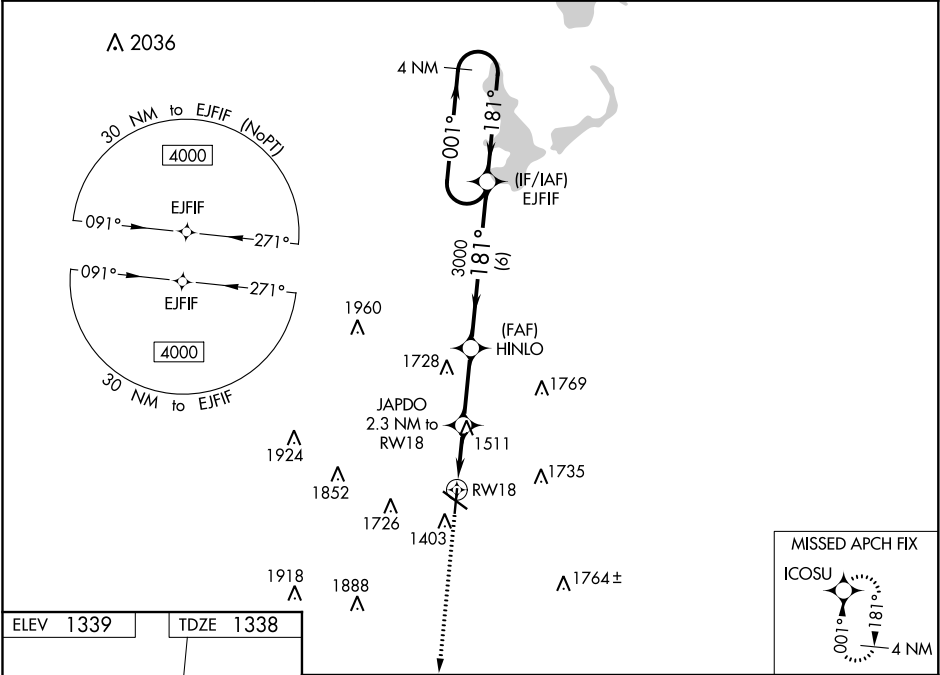 2036
4 NM
001°
181°
(IF/IAF)
EJFIF
30 NM to EJFIF (NoPT)
4000
EJFIF
091°
271°
091°
271°
EJFIF
4000
30 NM to EJFIF
3000
181°
(6)
1960
(FAF)
HINLO
1728
1769
JAPDO
2.3 NM to
RW18
1511
1924
1852
1735
RW18
1726
1403
1918
1888
1764±
MISSED APCH FIX
ICOSU
001°
181°
4 NM
ELEV 1339
TDZE 1338